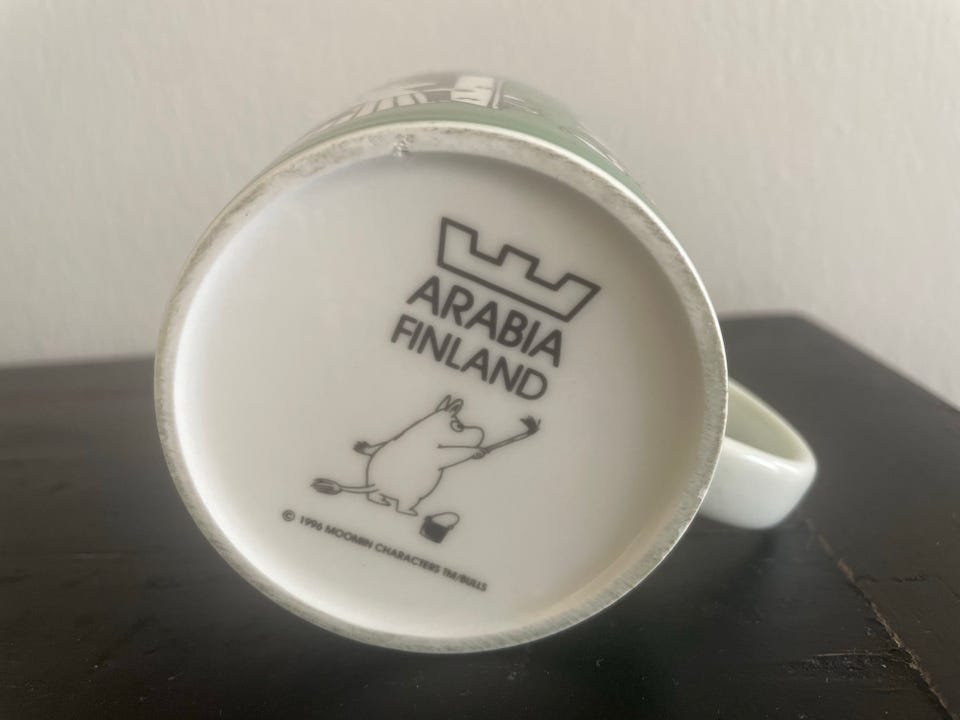 ARABIA
FINLAND
© 1996 MOOMIN CHARACTERS TM/BULLS